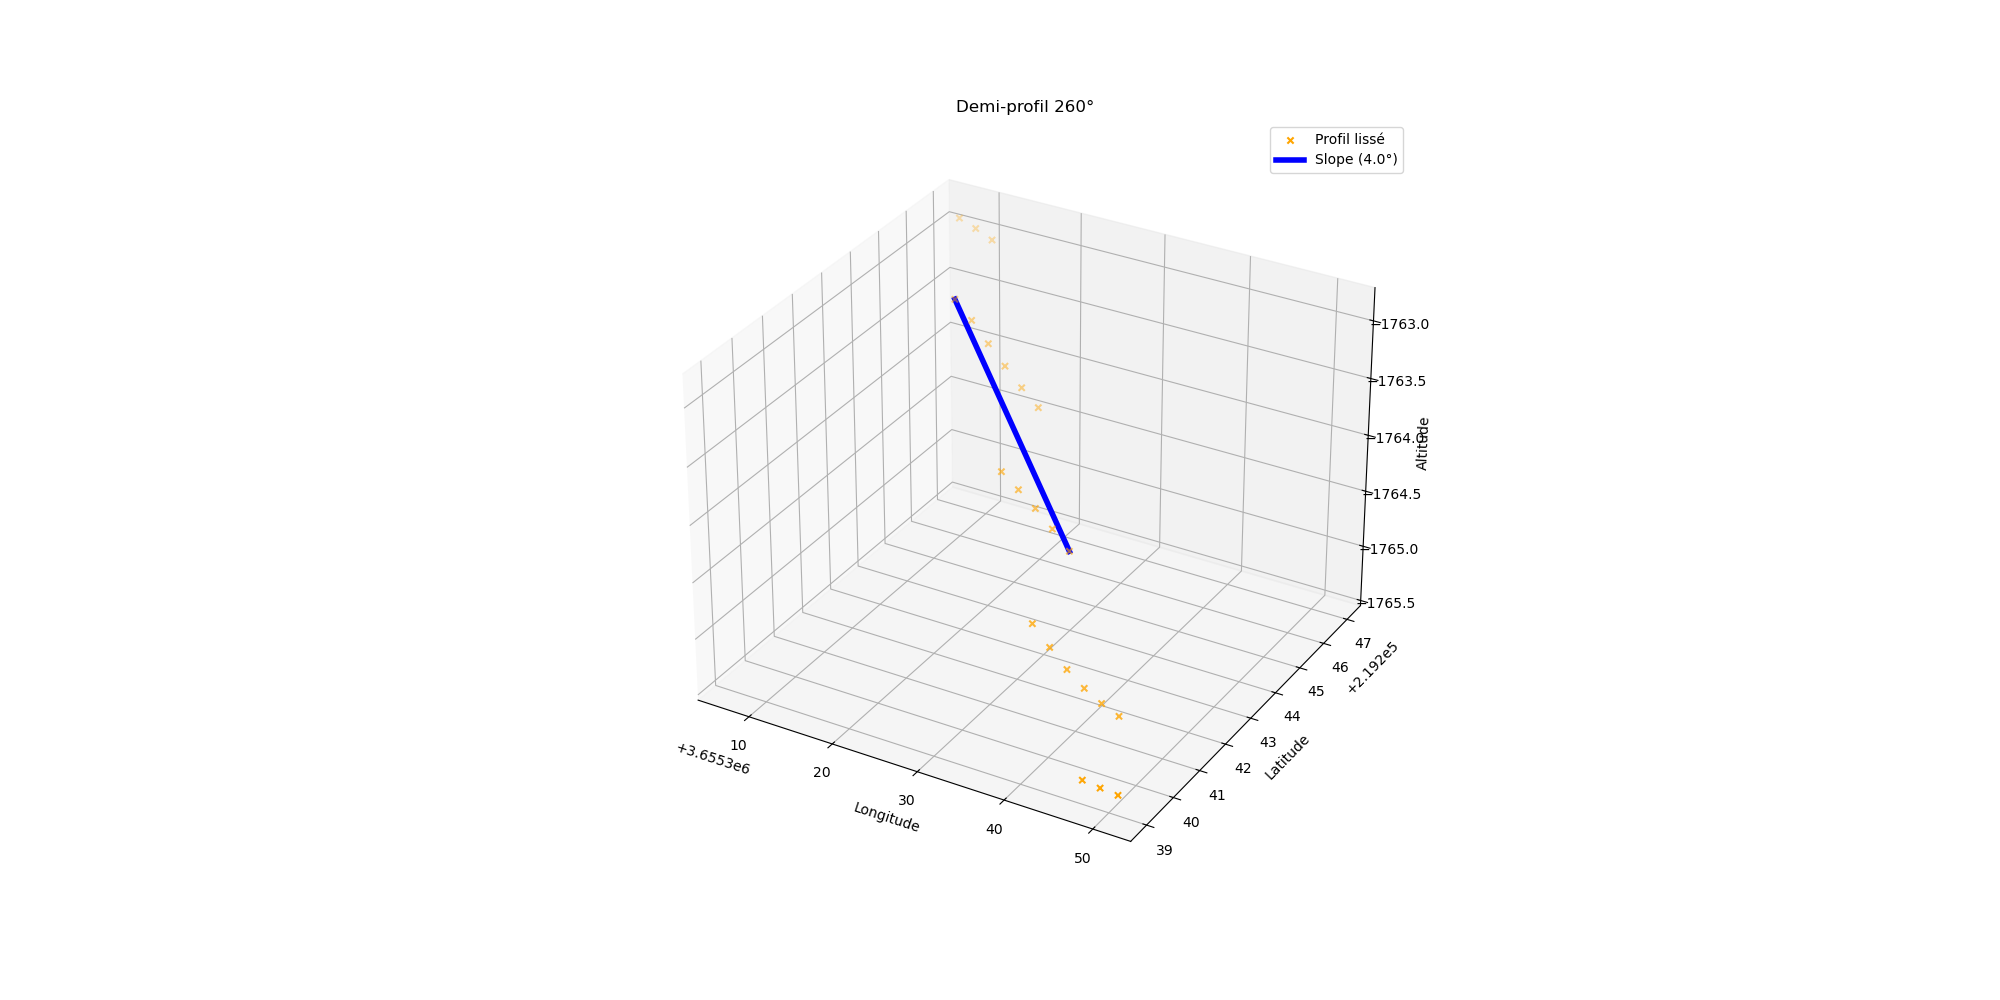 Demi-profil 260°
Profil lissé
Slope (4.0°)
−1763.0
−1763.5
−1764.0
−1764.5
−1765.0
−1765.5
Altitude
47
46
45
44
43
42
41
40
39
+2.192e5
Latitude
10
20
30
40
50
+3.6553e6
Longitude